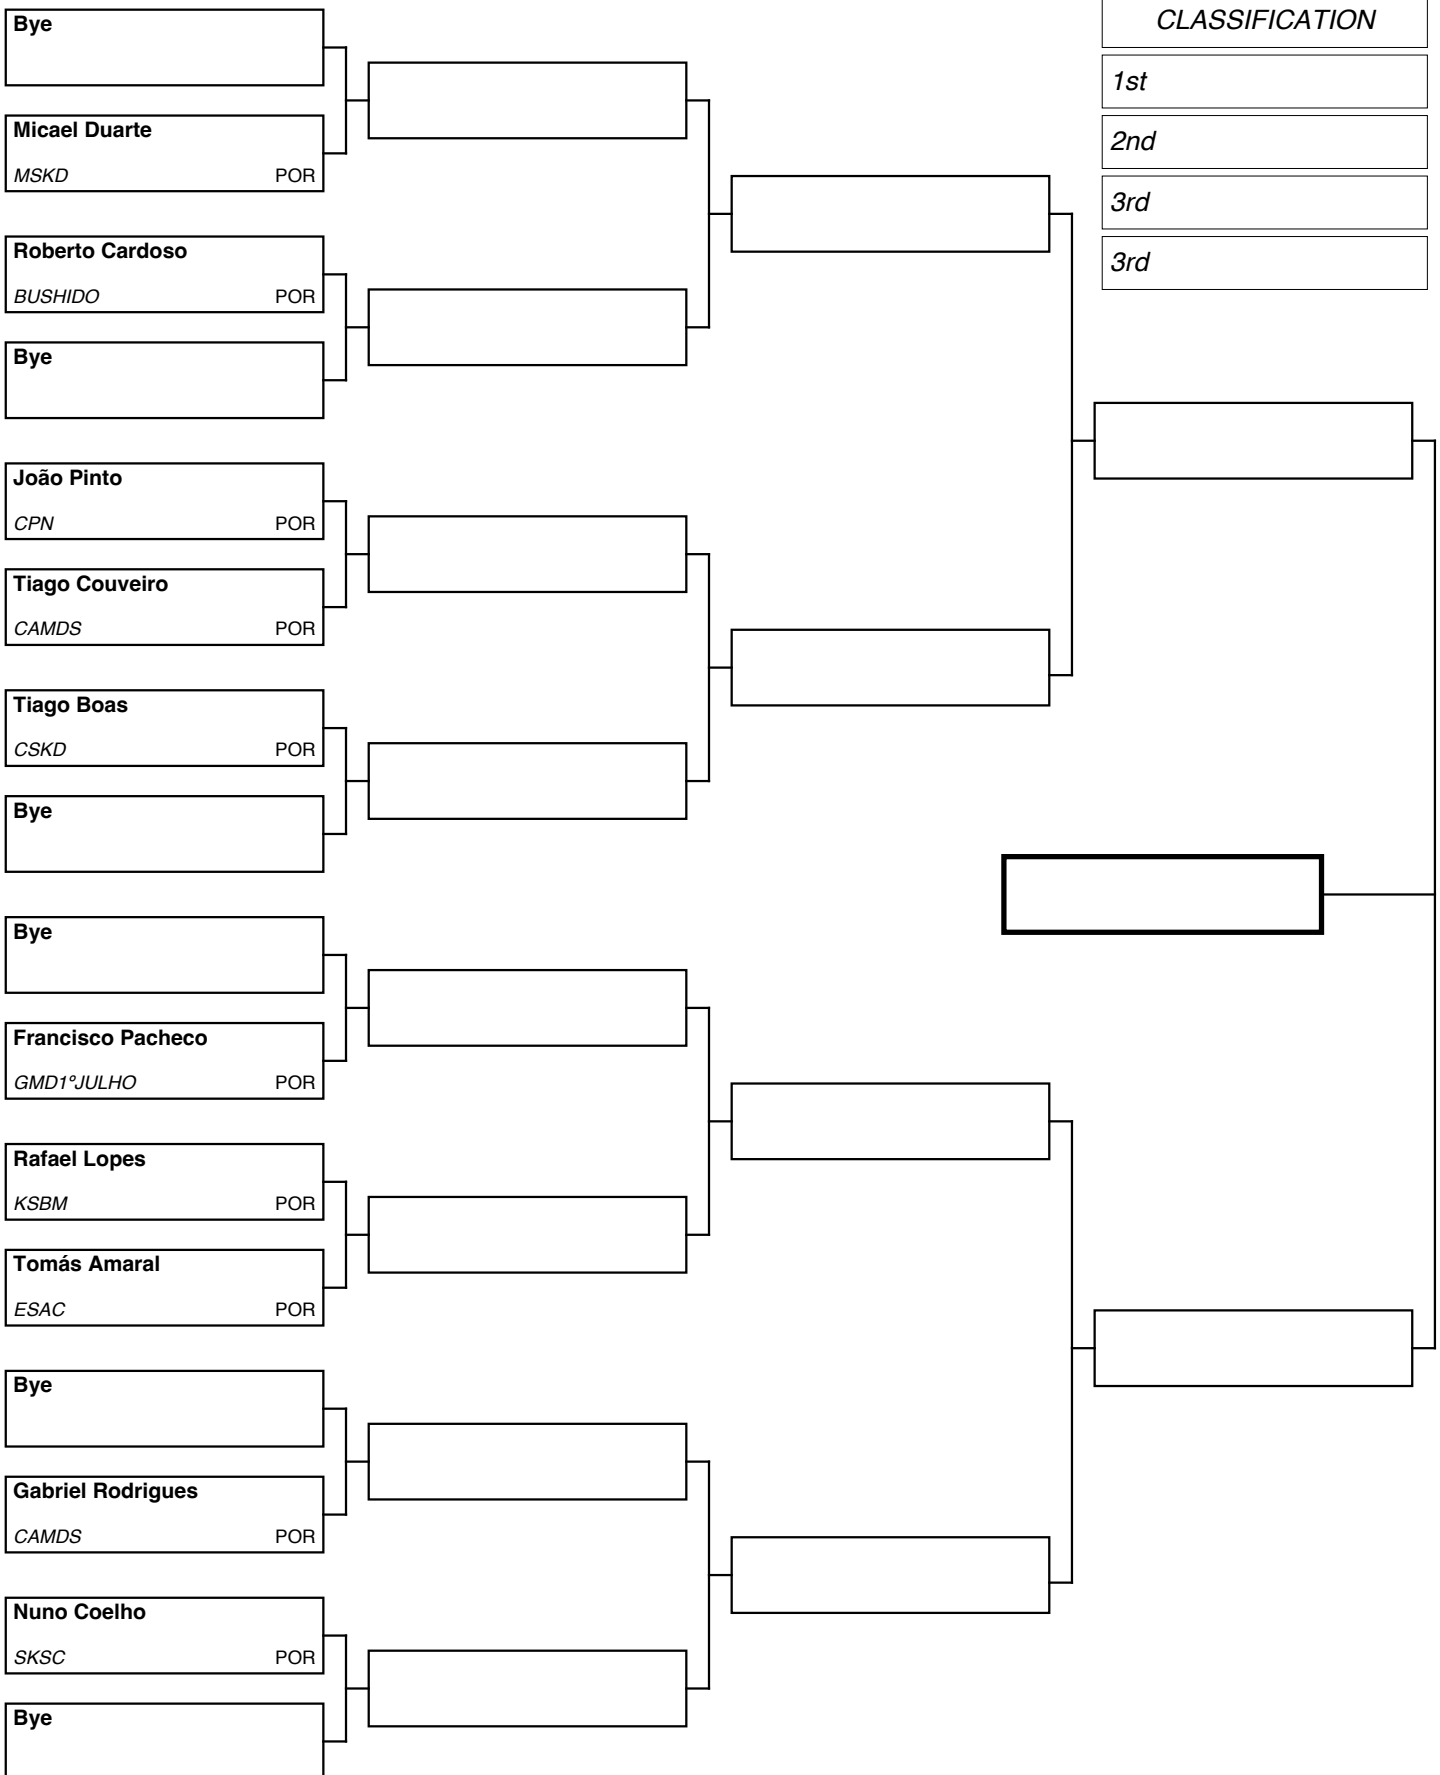 Bye
Micael Duarte
MSKD POR
Roberto Cardoso
BUSHIDO POR
Bye
João Pinto
CPN POR
Tiago Couveiro
CAMDS POR
Tiago Boas
CSKD POR
Bye
Bye
Francisco Pacheco
GMD1ºJULHO POR
Rafael Lopes
KSBM POR
Tomás Amaral
ESAC POR
Bye
Gabriel Rodrigues
CAMDS POR
Nuno Coelho
SKSC POR
Bye
CLASSIFICATION
1st
2nd
3rd
3rd